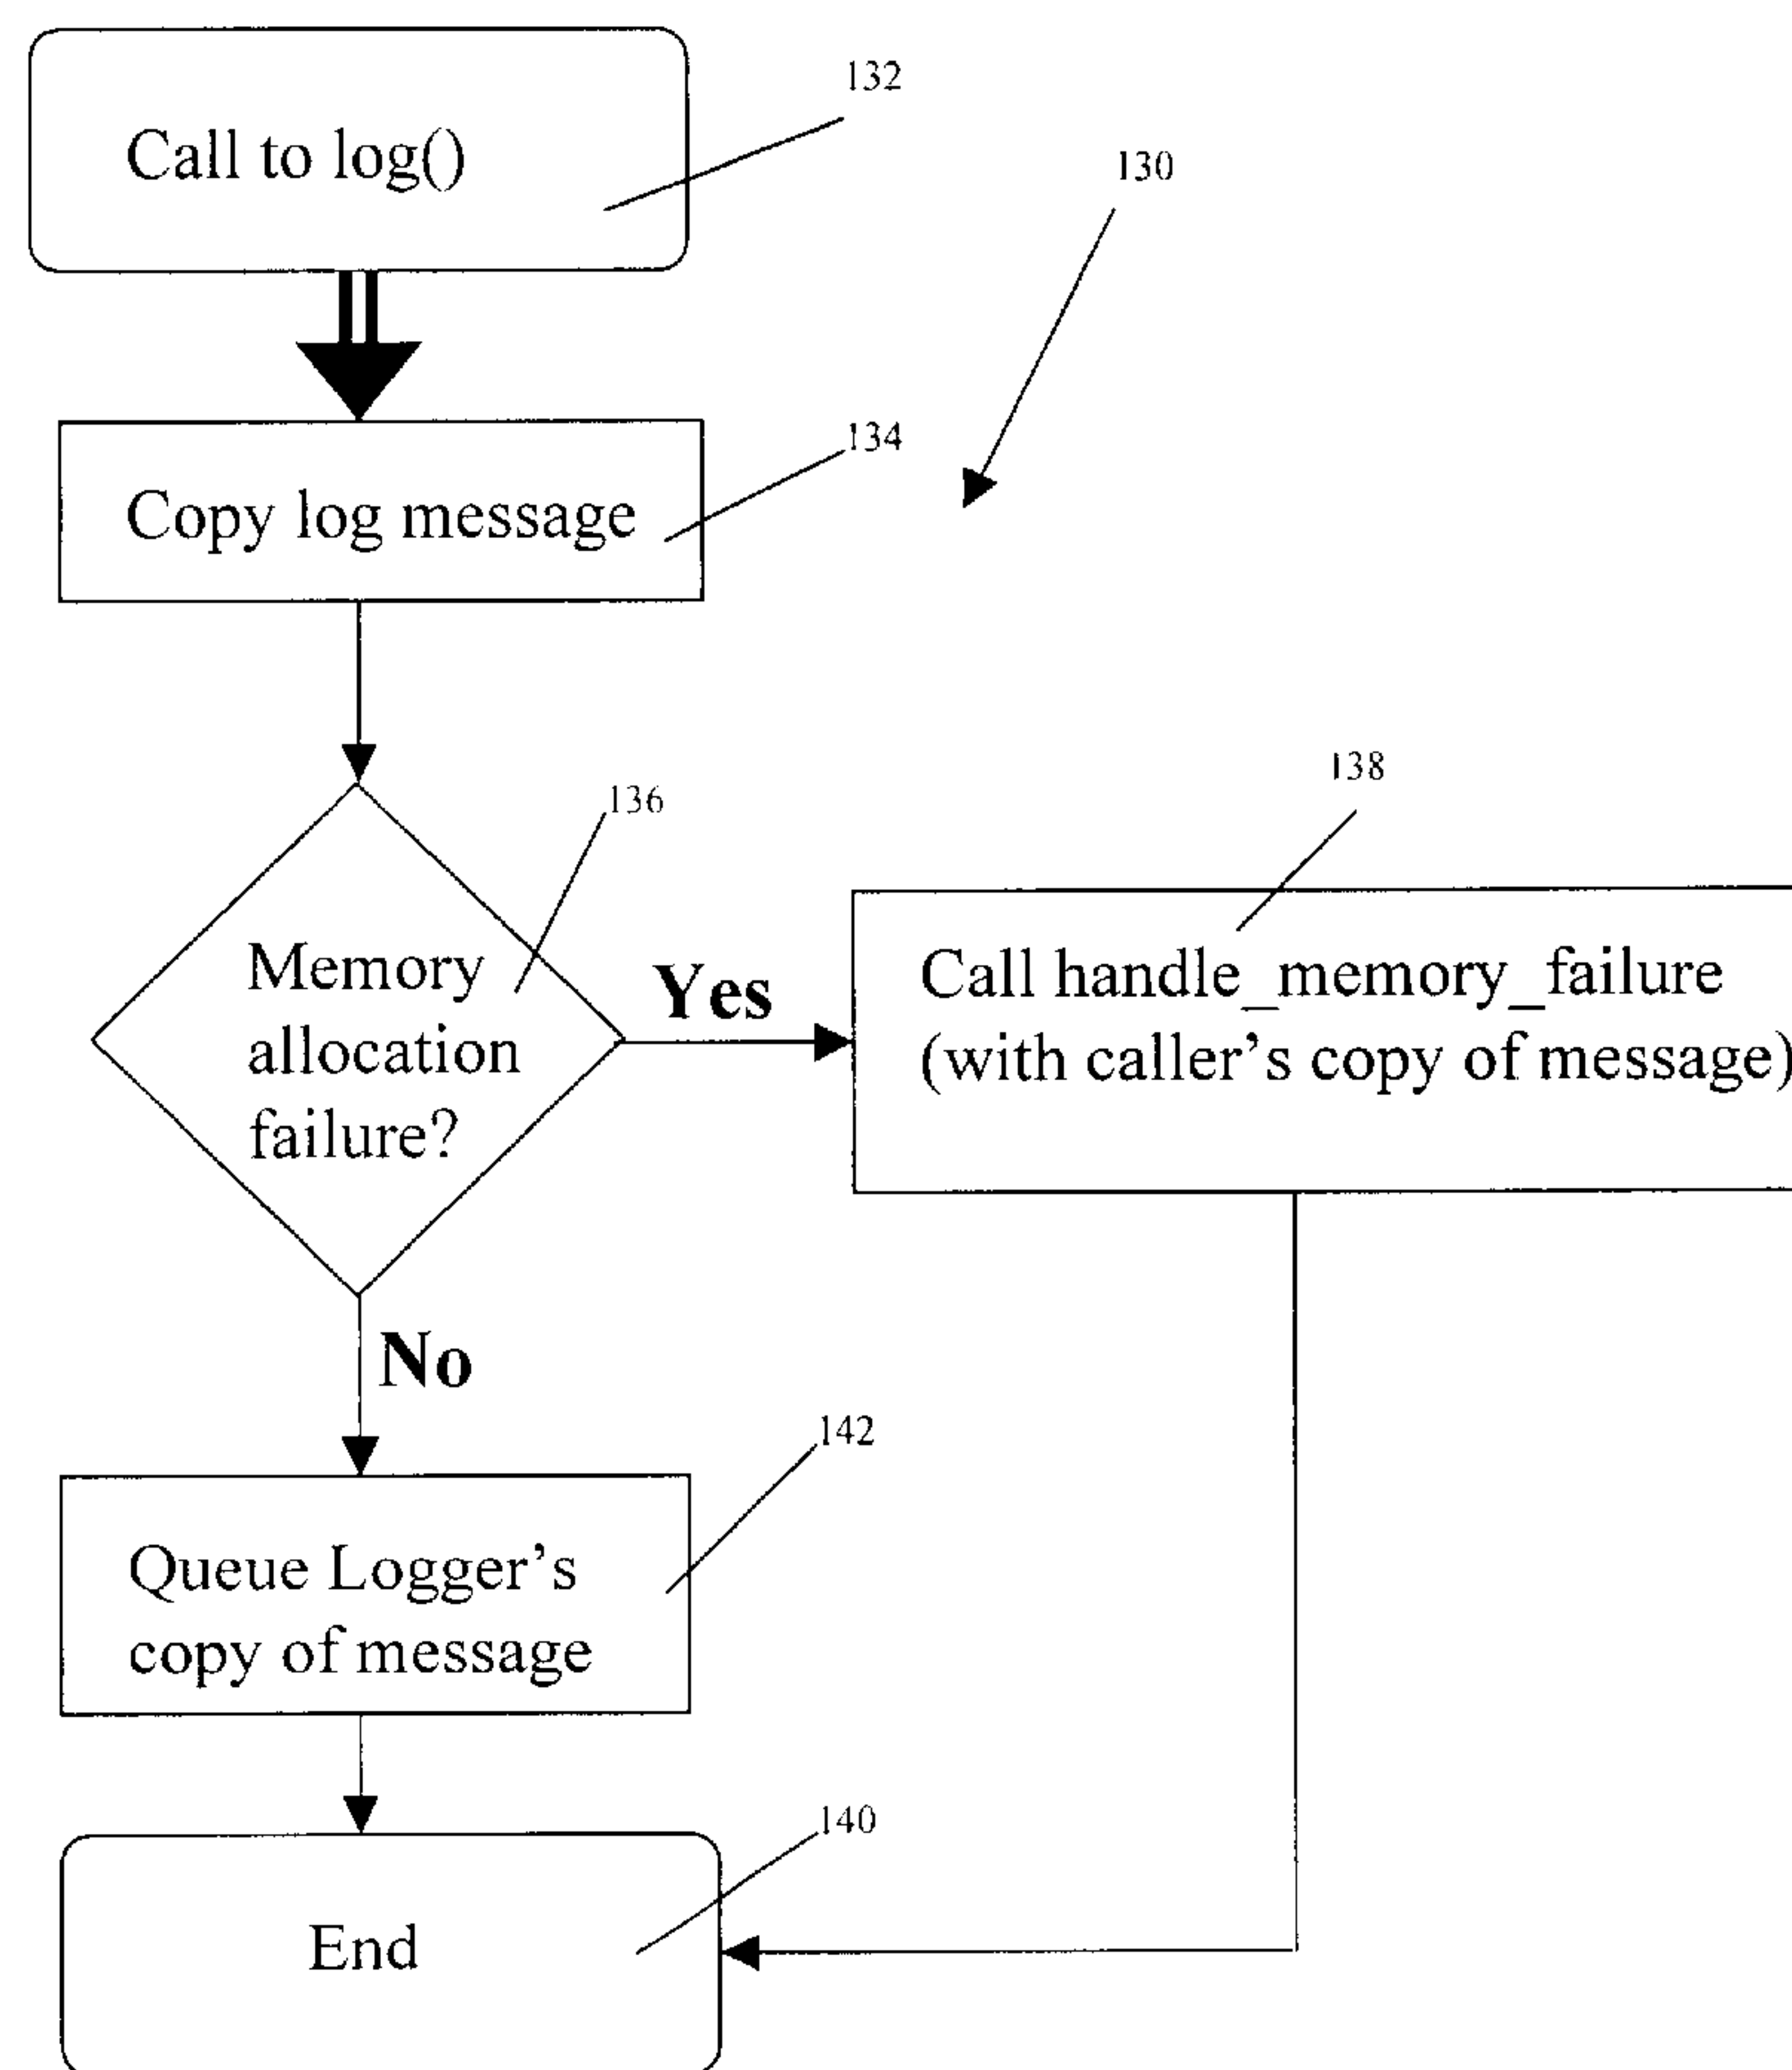 132
Call to log()
130
134
Copy log message
136
138
Memory
allocation
failure?
Yes
Call handle_memory_failure
(with caller’s copy of message)
No
142
Queue Logger’s
copy of message
140
End